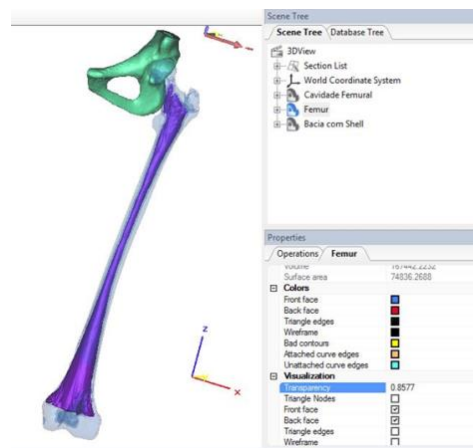 Scene Tree
Scene Tree
Database Tree
3DView
Section List
World Coordinate System
Cavidade Femural
Femur
Bacia com Shell
z
x
Properties
Operations
Femur
Volume
Surface area 74836.2688
Colors
Front face
Back face
Triangle edges
Wireframe
Bad contours
Attached curve edges
Unattached curve edges
Visualization
Transparency 0.8577
Triangle Nodes
Front face
Back face
Triangle edges
Wireframe